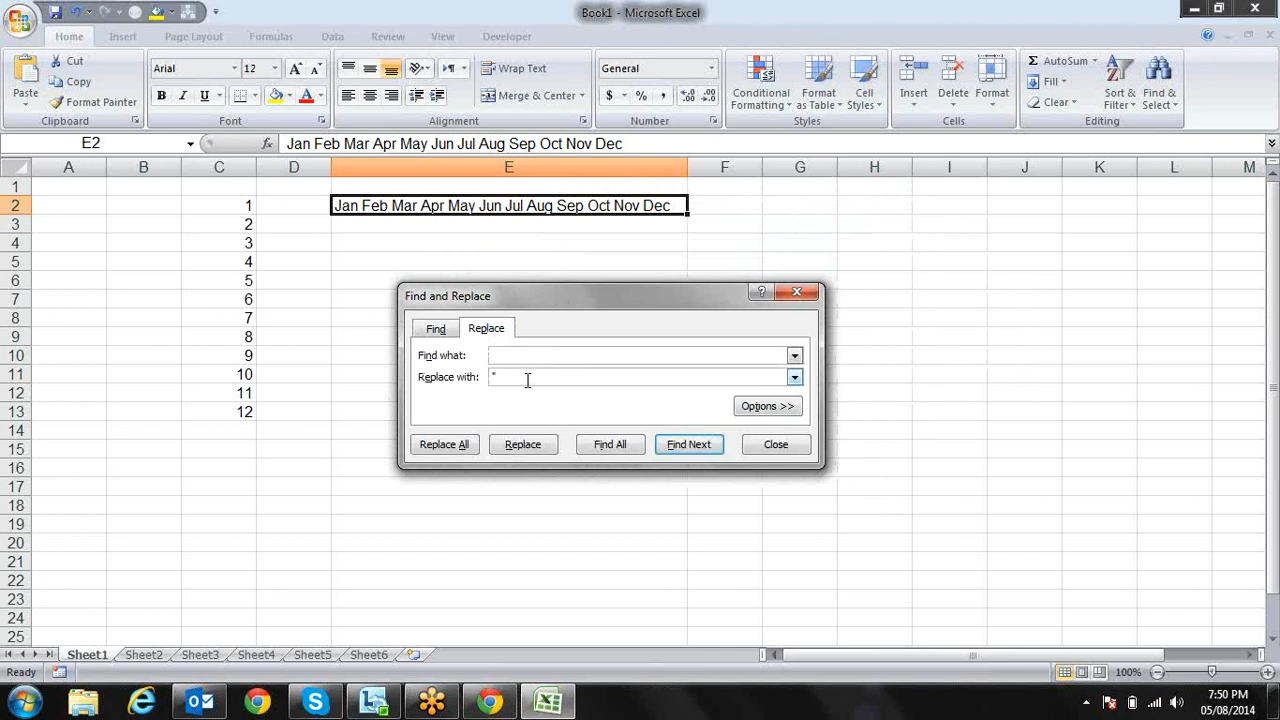 Book1 - Microsoft Excel
Home Insert Page Layout Formulas Data Review View Developer
Cut
Copy
Format Painter
Paste
Clipboard
Arial 12
B I U
Font
Wrap Text
Merge & Center
Alignment
General
$ % ,
Number
Conditional Formatting
Format as Table
Cell Styles
Styles
Insert Delete Format
Cells
AutoSum
Fill
Clear
Sort & Filter
Find & Select
Editing
E2 fx Jan Feb Mar Apr May Jun Jul Aug Sep Oct Nov Dec
A B C D E F G H I J K L M
1
2 1 Jan Feb Mar Apr May Jun Jul Aug Sep Oct Nov Dec
3 2
4 3
5 4
6 5
7 6
8 7
9 8
10 9
11 10
12 11
13 12
14
15
16
17
18
19
20
21
22
23
24
25
Find and Replace
Find Replace
Find what:
Replace with: "
Options >>
Replace All Replace Find All Find Next Close
Sheet1 Sheet2 Sheet3 Sheet4 Sheet5 Sheet6
Ready 100%
7:50 PM
05/08/2014